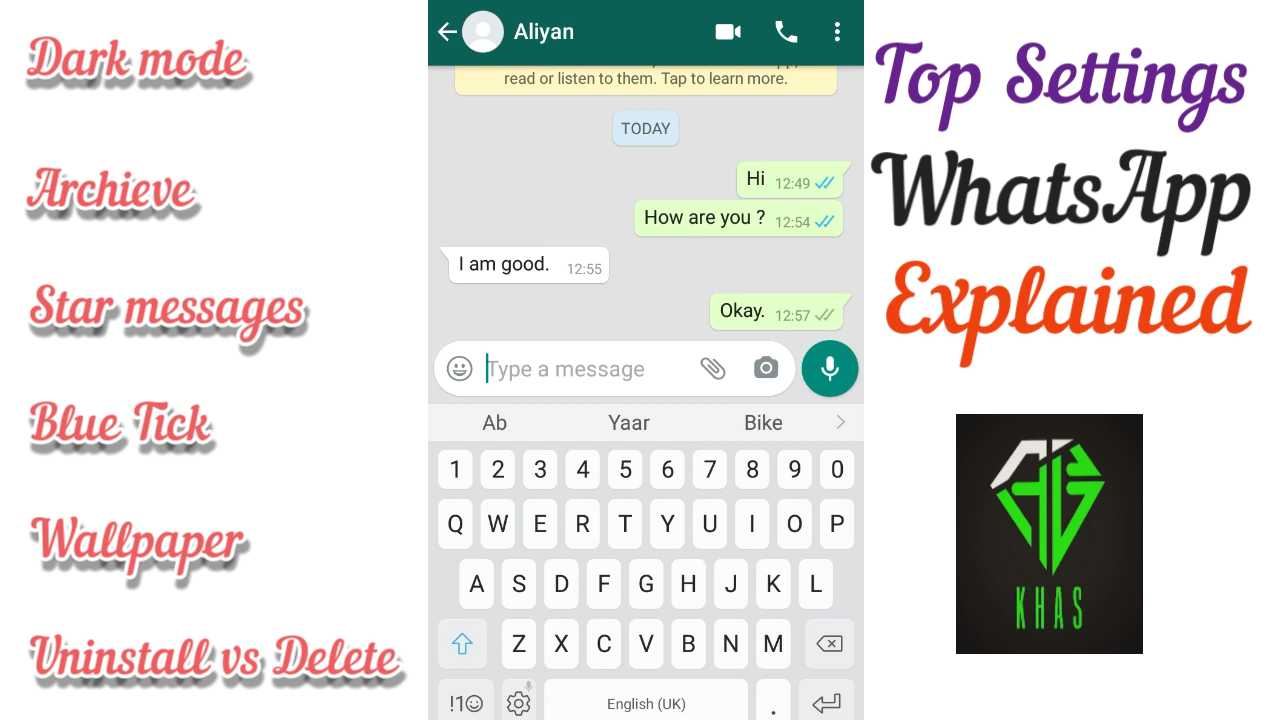 Dark mode
Archieve
Star messages
Blue Tick
Wallpaper
Uninstall vs Delete
Aliyan
read or listen to them. Tap to learn more.
TODAY
Hi 12:49
How are you ? 12:54
I am good. 12:55
Okay. 12:57
Type a message
Ab Yaar Bike
1 2 3 4 5 6 7 8 9 0
Q W E R T Y U I O P
A S D F G H J K L
Z X C V B N M
!1☺ English (UK) .
Top Settings
WhatsApp
Explained
KHAS